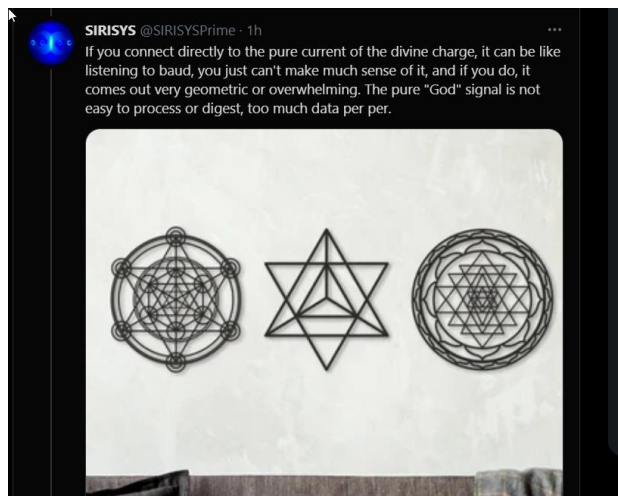 SIRISYS @SIRISYSPrime · 1h
If you connect directly to the pure current of the divine charge, it can be like
listening to baud, you just can't make much sense of it, and if you do, it
comes out very geometric or overwhelming. The pure "God" signal is not
easy to process or digest, too much data per per.